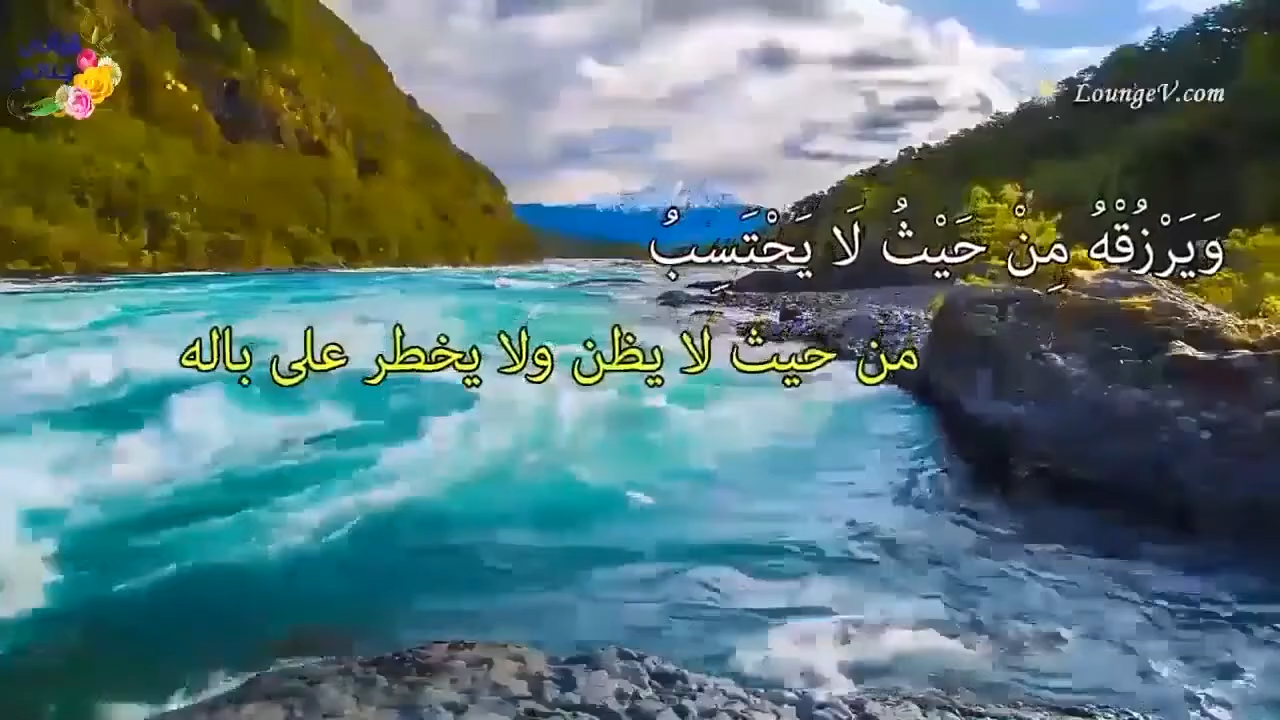 LoungeV.com
وَيَرْزُقْهُ مِنْ حَيْثُ لَا يَحْتَسِبُ
من حيث لا يظن ولا يخطر على باله